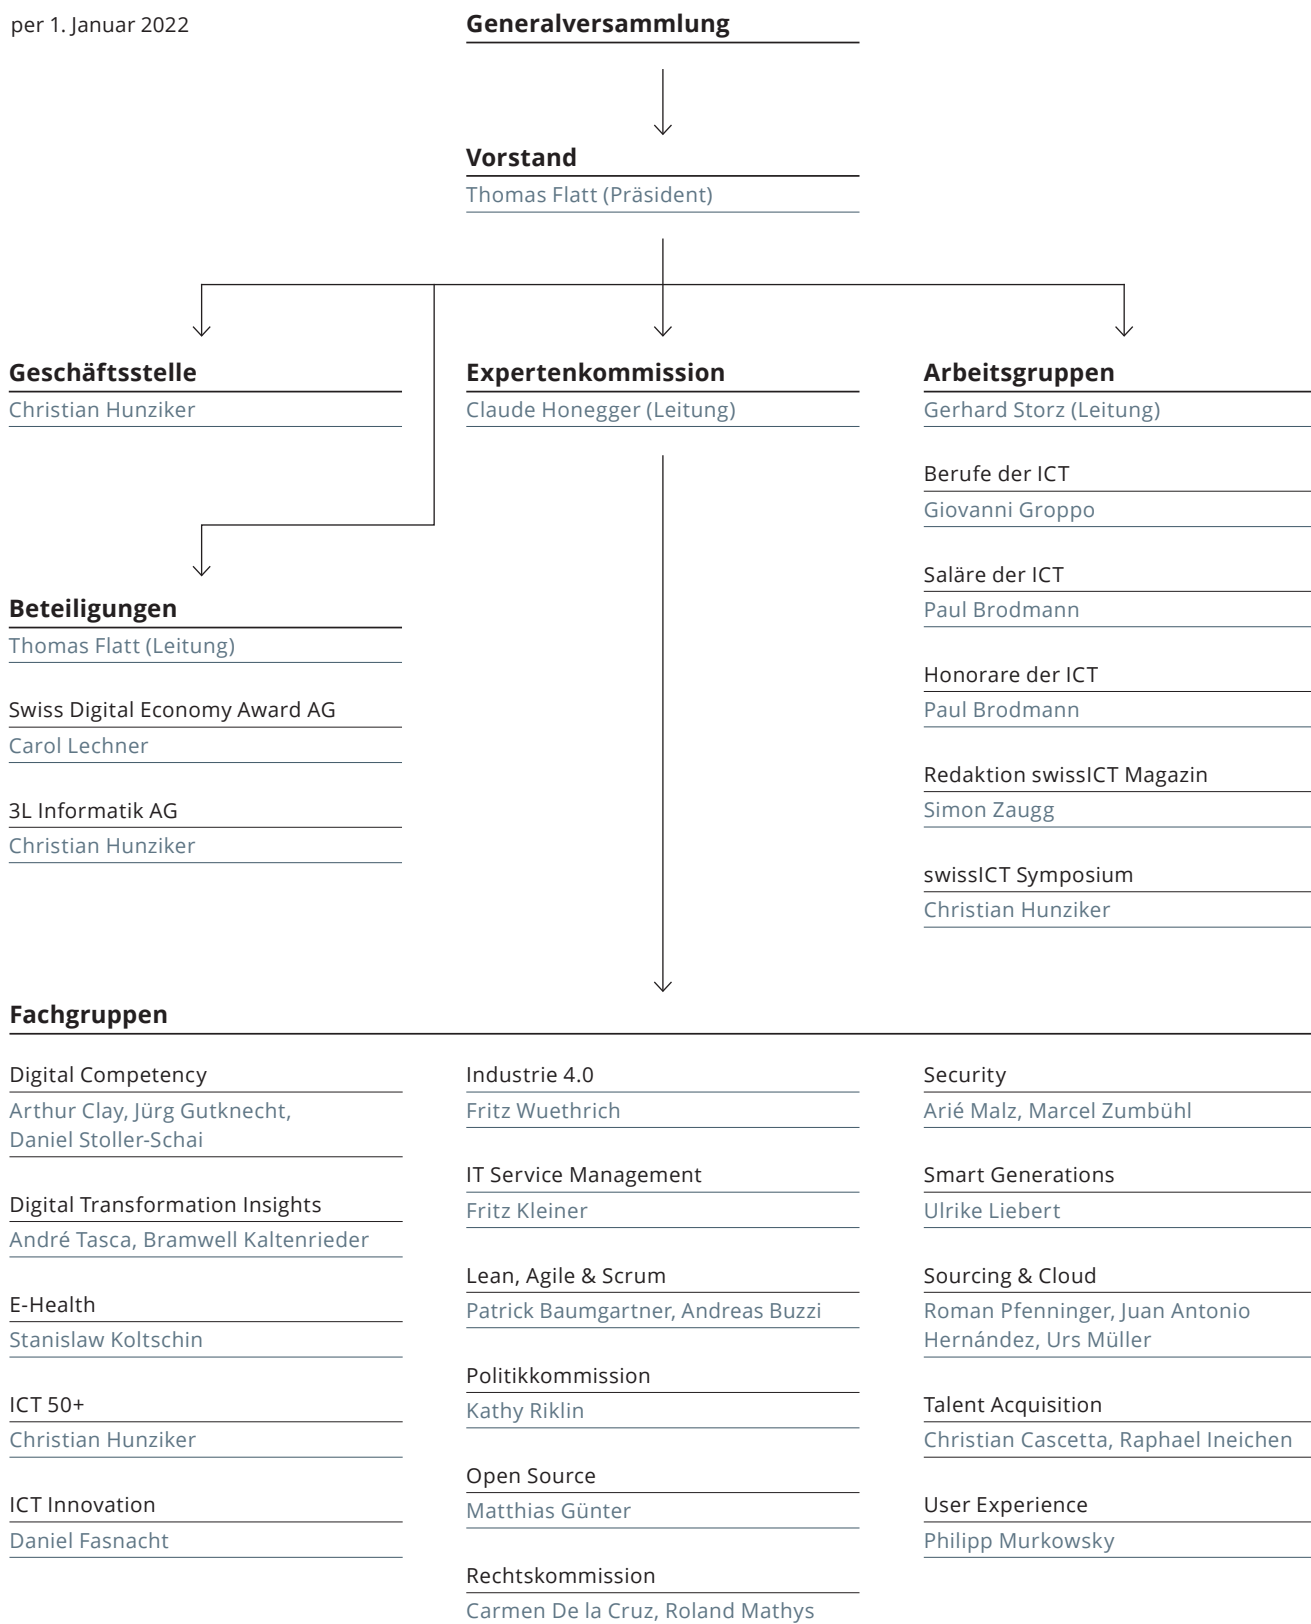 per 1. Januar 2022
Generalversammlung
Vorstand
Thomas Flatt (Präsident)
Geschäftsstelle
Christian Hunziker
Beteiligungen
Thomas Flatt (Leitung)
Swiss Digital Economy Award AG
Carol Lechner
3L Informatik AG
Christian Hunziker
Expertenkommission
Claude Honegger (Leitung)
Arbeitsgruppen
Gerhard Storz (Leitung)
Berufe der ICT
Giovanni Groppo
Saläre der ICT
Paul Brodmann
Honorare der ICT
Paul Brodmann
Redaktion swissICT Magazin
Simon Zaugg
swissICT Symposium
Christian Hunziker
Fachgruppen
Digital Competency
Arthur Clay, Jürg Gutknecht,
Daniel Stoller-Schai
Digital Transformation Insights
André Tasca, Bramwell Kaltenrieder
E-Health
Stanislaw Koltschin
ICT 50+
Christian Hunziker
ICT Innovation
Daniel Fasnacht
Industrie 4.0
Fritz Wuethrich
IT Service Management
Fritz Kleiner
Lean, Agile & Scrum
Patrick Baumgartner, Andreas Buzzi
Politikkommission
Kathy Riklin
Open Source
Matthias Günter
Rechtskommission
Carmen De la Cruz, Roland Mathys
Security
Arié Malz, Marcel Zumbühl
Smart Generations
Ulrike Liebert
Sourcing & Cloud
Roman Pfenninger, Juan Antonio
Hernández, Urs Müller
Talent Acquisition
Christian Cascetta, Raphael Ineichen
User Experience
Philipp Murkowsky